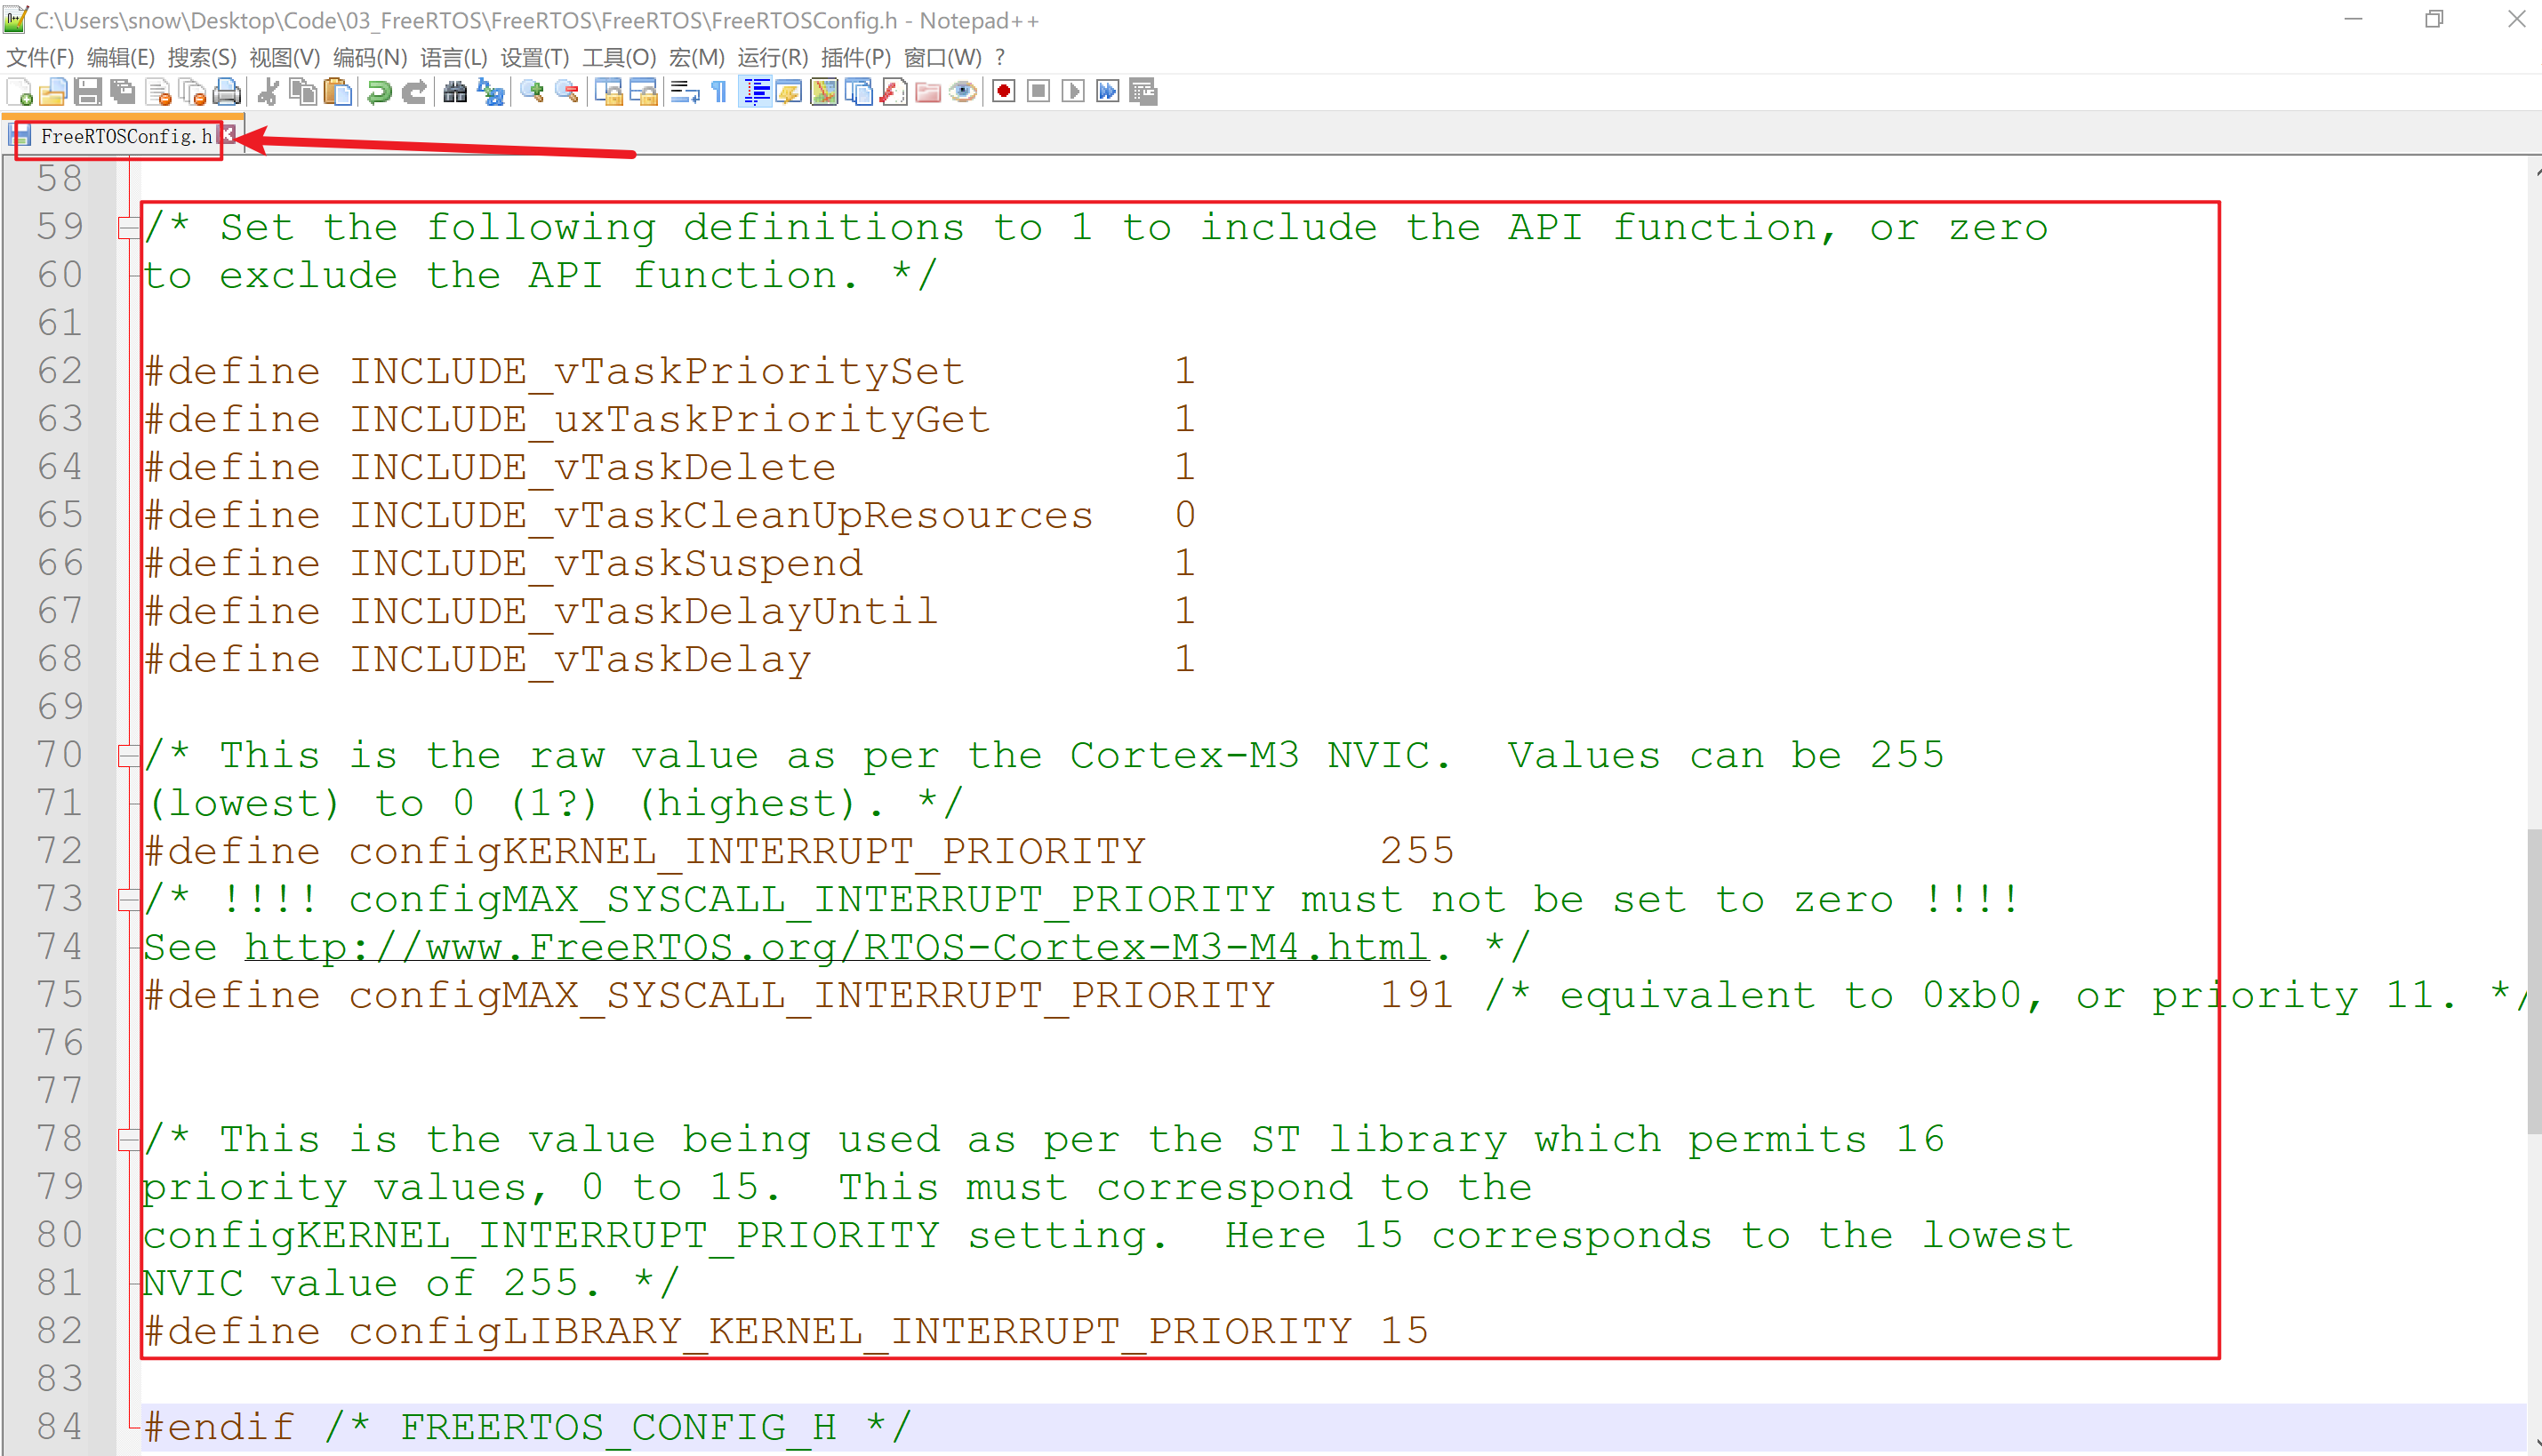 C:\Users\snow\Desktop\Code\03_FreeRTOS\FreeRTOS\FreeRTOS\FreeRTOSConfig.h - Notepad++
文件(F) 编辑(E) 搜索(S) 视图(V) 编码(N) 语言(L) 设置(T) 工具(O) 宏(M) 运行(R) 插件(P) 窗口(W) ?
FreeRTOSConfig.h
58
59 /* Set the following definitions to 1 to include the API function, or zero
60 to exclude the API function. */
61
62 #define INCLUDE_vTaskPrioritySet 1
63 #define INCLUDE_uxTaskPriorityGet 1
64 #define INCLUDE_vTaskDelete 1
65 #define INCLUDE_vTaskCleanUpResources 0
66 #define INCLUDE_vTaskSuspend 1
67 #define INCLUDE_vTaskDelayUntil 1
68 #define INCLUDE_vTaskDelay 1
69
70 /* This is the raw value as per the Cortex-M3 NVIC.  Values can be 255
71 (lowest) to 0 (1?) (highest). */
72 #define configKERNEL_INTERRUPT_PRIORITY 255
73 /* !!!! configMAX_SYSCALL_INTERRUPT_PRIORITY must not be set to zero !!!!
74 See http://www.FreeRTOS.org/RTOS-Cortex-M3-M4.html. */
75 #define configMAX_SYSCALL_INTERRUPT_PRIORITY 191 /* equivalent to 0xb0, or priority 11. */
76
77
78 /* This is the value being used as per the ST library which permits 16
79 priority values, 0 to 15.  This must correspond to the
80 configKERNEL_INTERRUPT_PRIORITY setting.  Here 15 corresponds to the lowest
81 NVIC value of 255. */
82 #define configLIBRARY_KERNEL_INTERRUPT_PRIORITY 15
83
84 #endif /* FREERTOS_CONFIG_H */